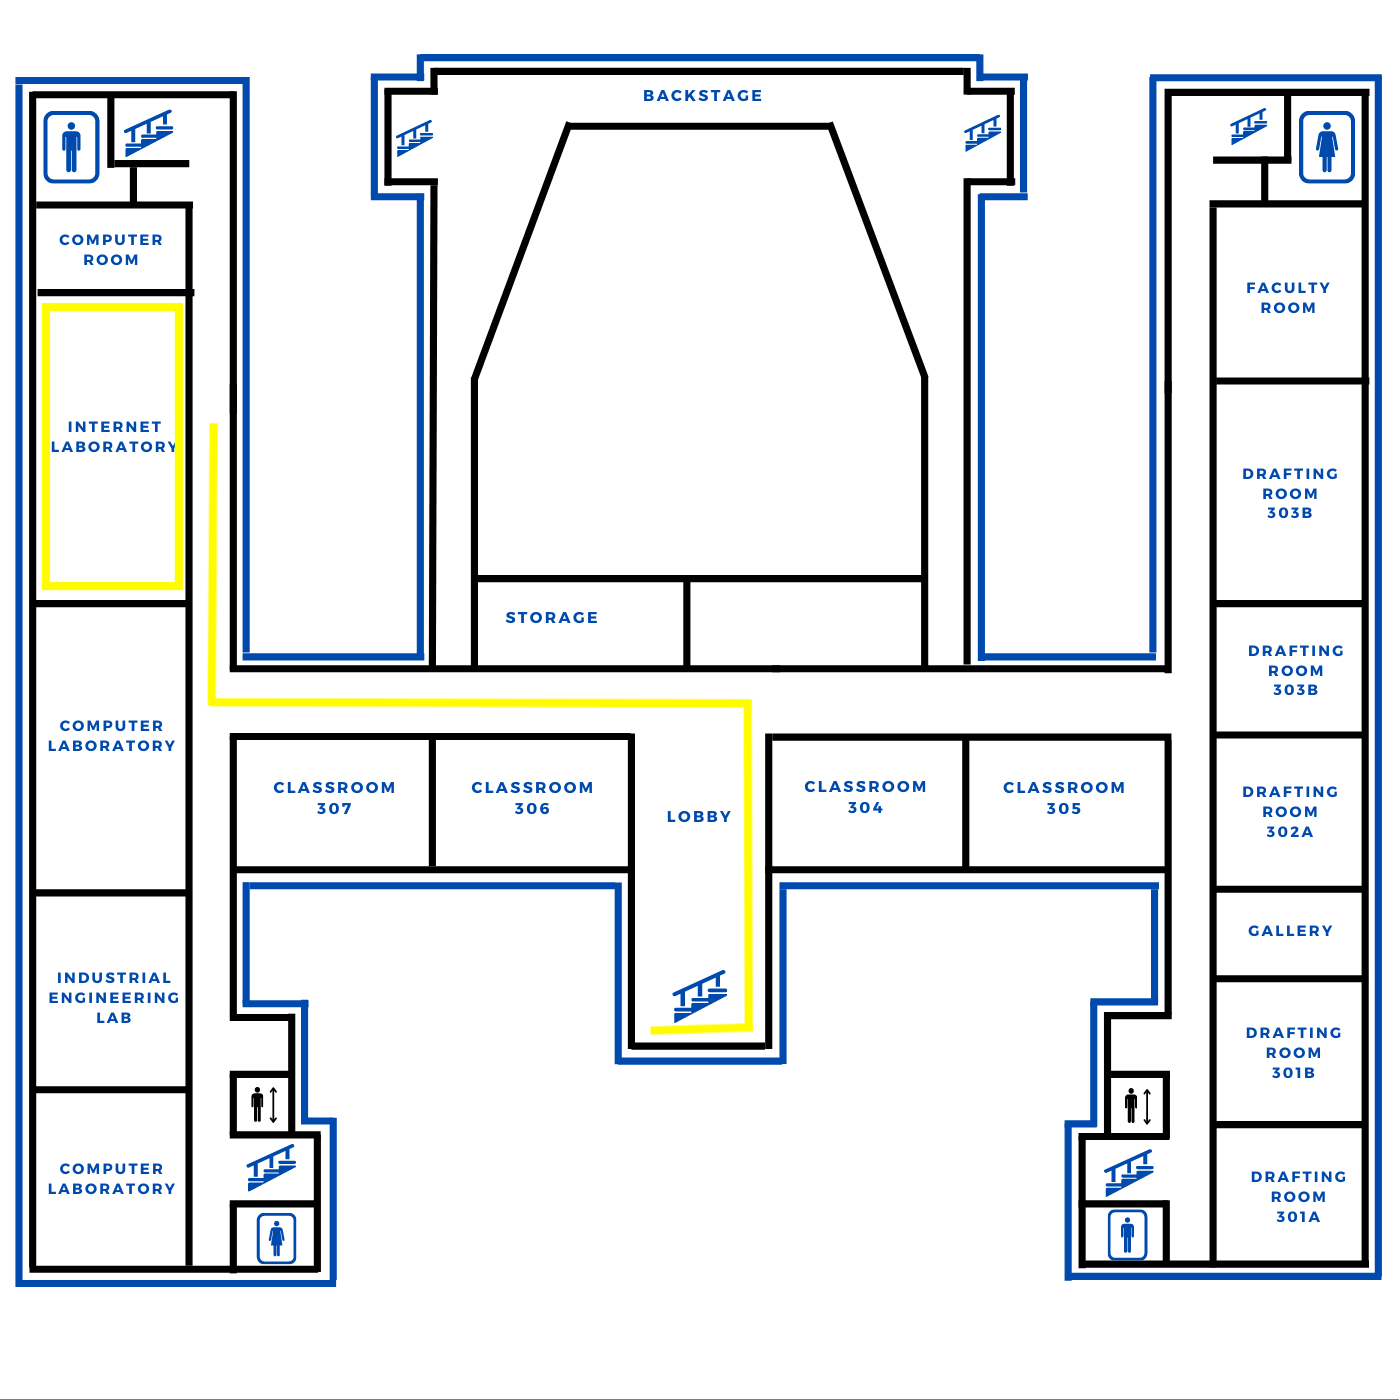 BACKSTAGE
COMPUTER
ROOM
INTERNET
LABORATORY
COMPUTER
LABORATORY
INDUSTRIAL
ENGINEERING
LAB
COMPUTER
LABORATORY
STORAGE
CLASSROOM
307
CLASSROOM
306
LOBBY
CLASSROOM
304
CLASSROOM
305
FACULTY
ROOM
DRAFTING
ROOM
303B
DRAFTING
ROOM
303B
DRAFTING
ROOM
302A
GALLERY
DRAFTING
ROOM
301B
DRAFTING
ROOM
301A